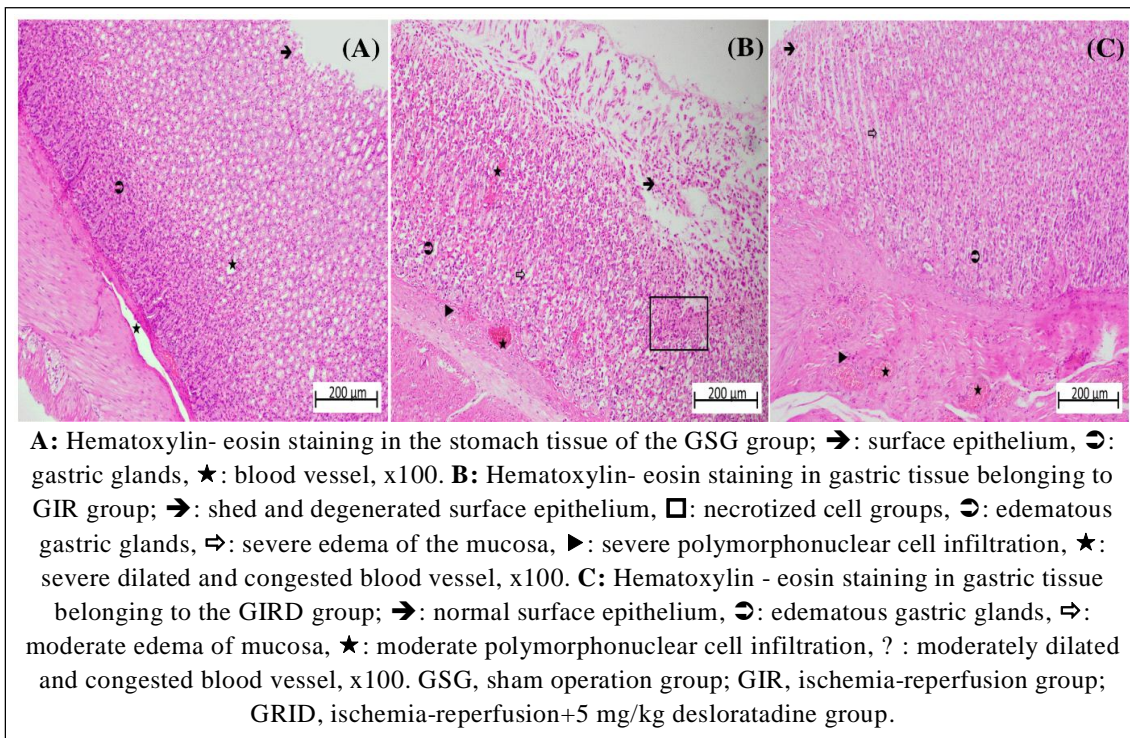 (A)
(B)
(C)
200 µm
200 µm
200 µm
A: Hematoxylin- eosin staining in the stomach tissue of the GSG group; ➔: surface epithelium, ➲:
gastric glands, ★: blood vessel, x100. B: Hematoxylin- eosin staining in gastric tissue belonging to
GIR group; ➔: shed and degenerated surface epithelium, ☐: necrotized cell groups, ➲: edematous
gastric glands, ⇨: severe edema of the mucosa, ►: severe polymorphonuclear cell infiltration, ★:
severe dilated and congested blood vessel, x100. C: Hematoxylin - eosin staining in gastric tissue
belonging to the GIRD group; ➔: normal surface epithelium, ➲: edematous gastric glands, ⇨:
moderate edema of mucosa, ★: moderate polymorphonuclear cell infiltration, ? : moderately dilated
and congested blood vessel, x100. GSG, sham operation group; GIR, ischemia-reperfusion group;
GRID, ischemia-reperfusion+5 mg/kg desloratadine group.